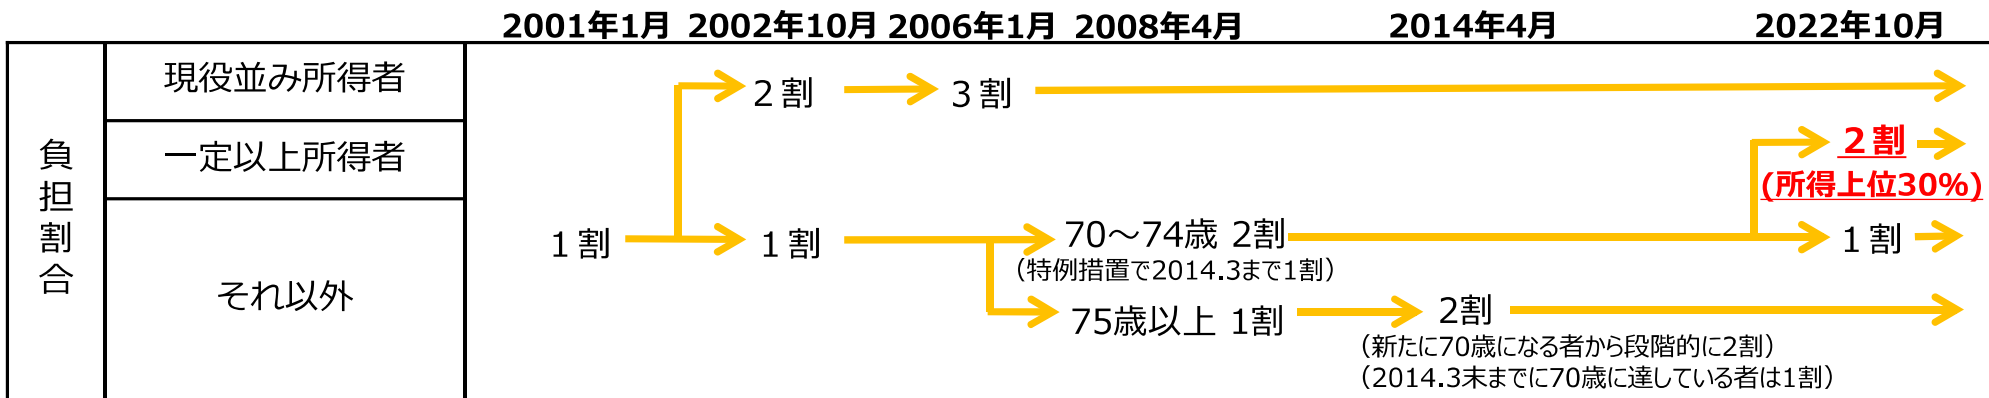 2001年1月 2002年10月 2006年1月 2008年4月 2014年4月 2022年10月
負担割合
現役並み所得者
2割 3割
一定以上所得者
2割
(所得上位30%)
それ以外
1割 1割 70～74歳 2割 1割
（特例措置で2014.3まで1割）
75歳以上 1割 2割
（新たに70歳になる者から段階的に2割）
（2014.3末までに70歳に達している者は1割）